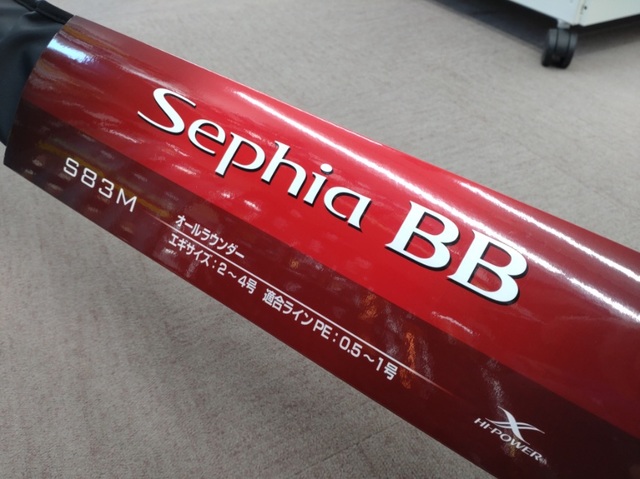 Sephia BB
S83M
オールラウンダー
エギサイズ：2～4号 適合ラインPE：0.5～1号
X
HI-POWER